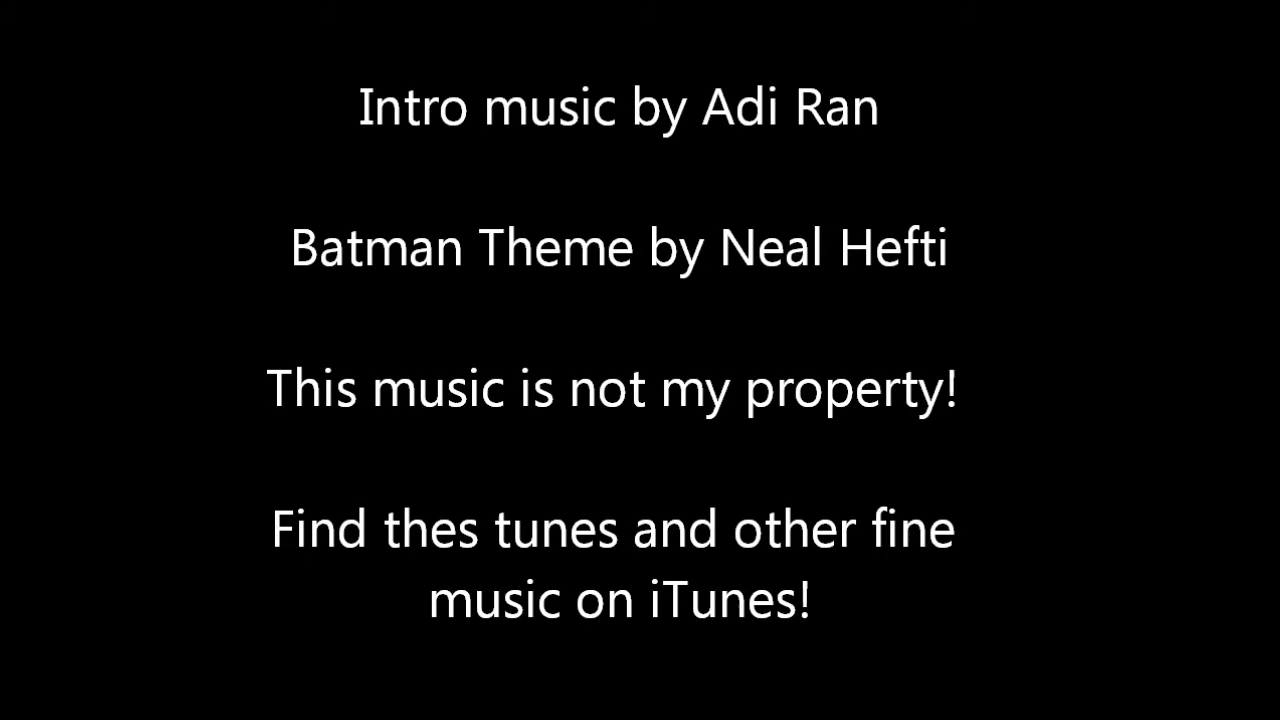 Intro music by Adi Ran
Batman Theme by Neal Hefti
This music is not my property!
Find thes tunes and other fine
music on iTunes!